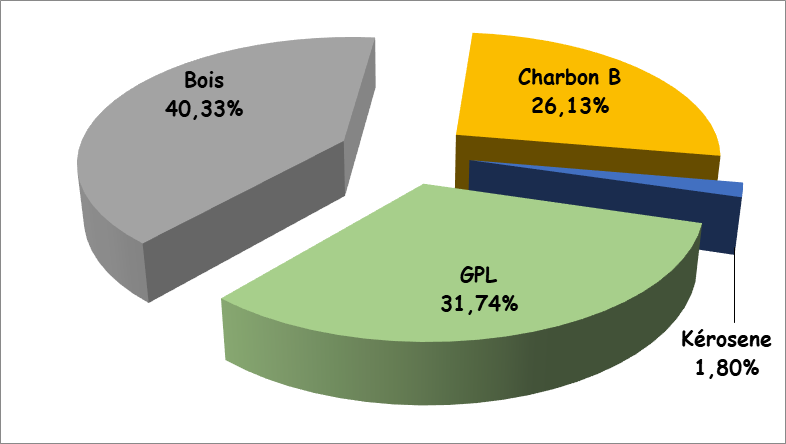 Bois
40,33%
Charbon B
26,13%
GPL
31,74%
Kérosene
1,80%